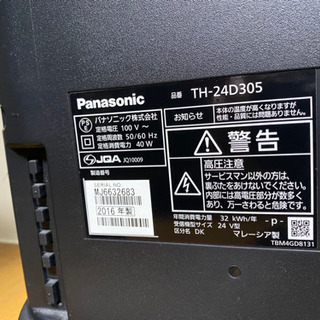 Panasonic
品番 TH-24D305
パナソニック株式会社
定格電圧 100 V ～
定格周波数 50/60 Hz
定格消費電力 40 W
JQA JQ10009
製造番号
SERIAL NO.
MJ6632683
2016 年製
お知らせ
本体の温度が高くなりますが、
性能・品質には問題ありません。
警告
高圧注意
サービスマン以外の方は、
裏ぶたをあけないでください。
内部には高電圧部分が数多く
あり、万一さわると危険です。
年間消費電力量 32 kWh/年 -p-
受信機型サイズ 24 V型
区分名 DK マレーシア製
TBM4GD8131